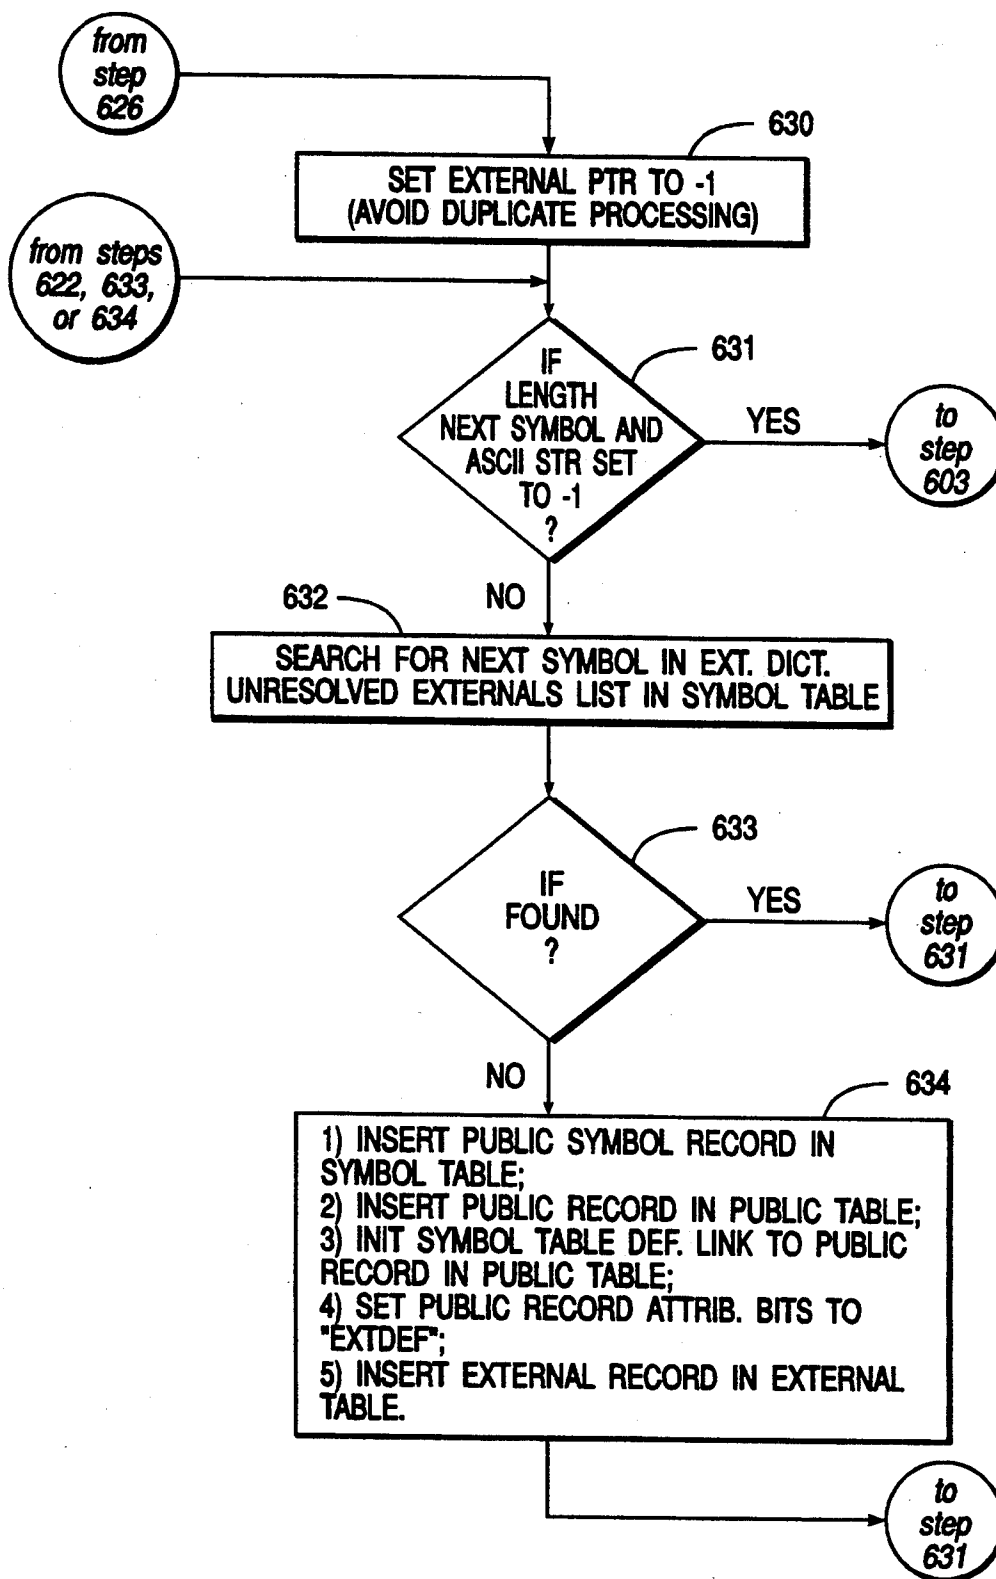 from
step
626
630
SET EXTERNAL PTR TO -1
(AVOID DUPLICATE PROCESSING)
from steps
622, 633,
or 634
631
IF
LENGTH
NEXT SYMBOL AND
ASCII STR SET
TO -1
?
YES
to
step
603
NO
632
SEARCH FOR NEXT SYMBOL IN EXT. DICT.
UNRESOLVED EXTERNALS LIST IN SYMBOL TABLE
633
IF
FOUND
?
YES
to
step
631
NO
634
1) INSERT PUBLIC SYMBOL RECORD IN
SYMBOL TABLE;
2) INSERT PUBLIC RECORD IN PUBLIC TABLE;
3) INIT SYMBOL TABLE DEF. LINK TO PUBLIC
RECORD IN PUBLIC TABLE;
4) SET PUBLIC RECORD ATTRIB. BITS TO
"EXTDEF";
5) INSERT EXTERNAL RECORD IN EXTERNAL
TABLE.
to
step
631